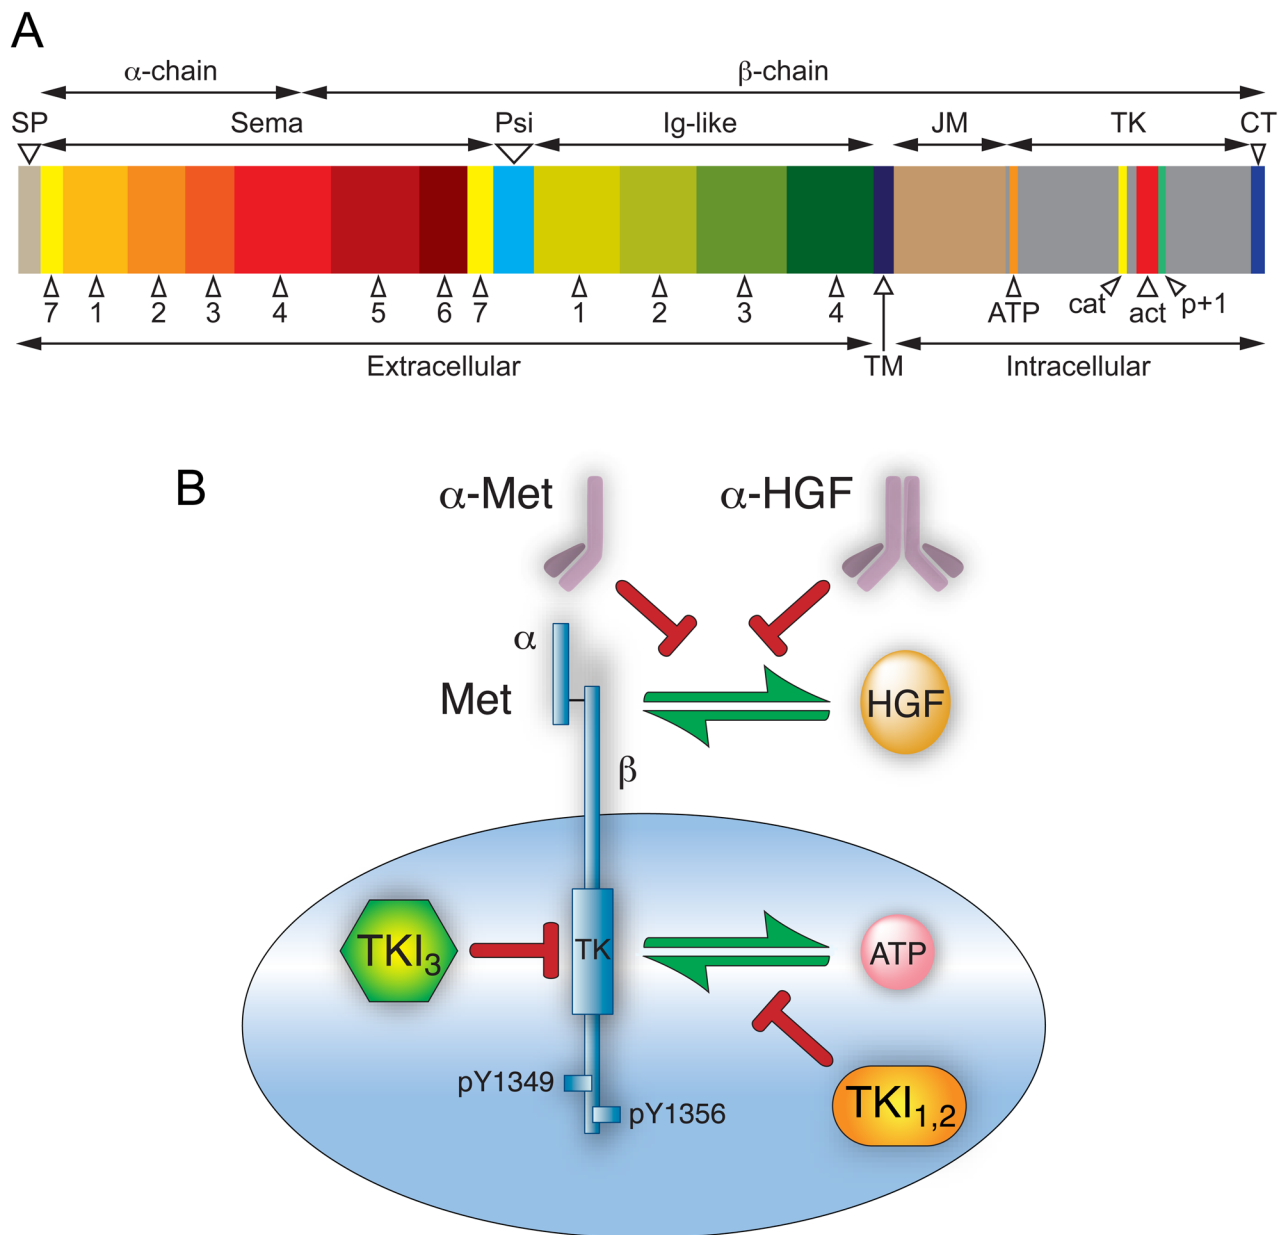 A
α-chain β-chain
SP Sema Psi Ig-like JM TK CT
7 1 2 3 4 5 6 7 1 2 3 4 ATP cat act p+1
Extracellular TM Intracellular
B
α-Met α-HGF
α
Met HGF
β
TKI3 TK ATP
pY1349 TKI1,2
pY1356